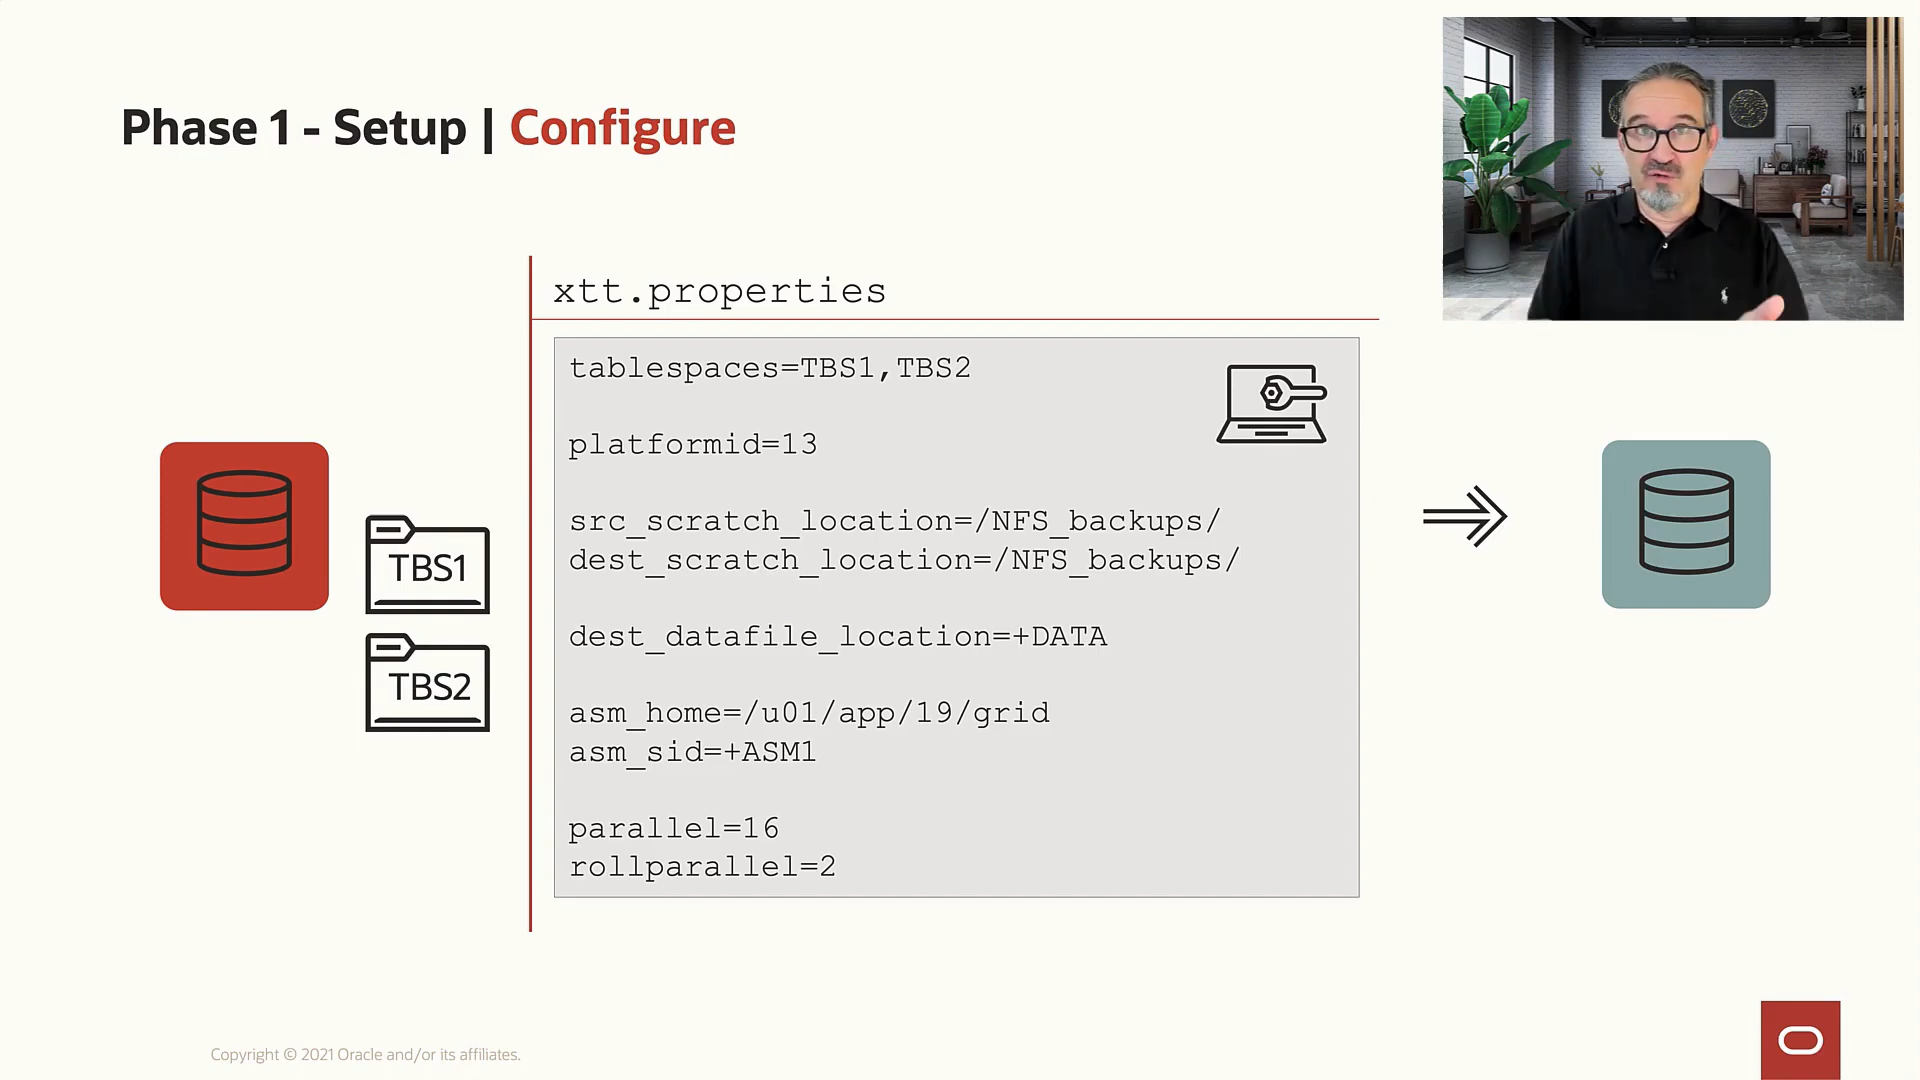 Phase 1 - Setup | Configure
xtt.properties
tablespaces=TBS1,TBS2
platformid=13
src_scratch_location=/NFS_backups/
dest_scratch_location=/NFS_backups/
dest_datafile_location=+DATA
asm_home=/u01/app/19/grid
asm_sid=+ASM1
parallel=16
rollparallel=2
TBS1
TBS2
Copyright © 2021 Oracle and/or its affiliates.